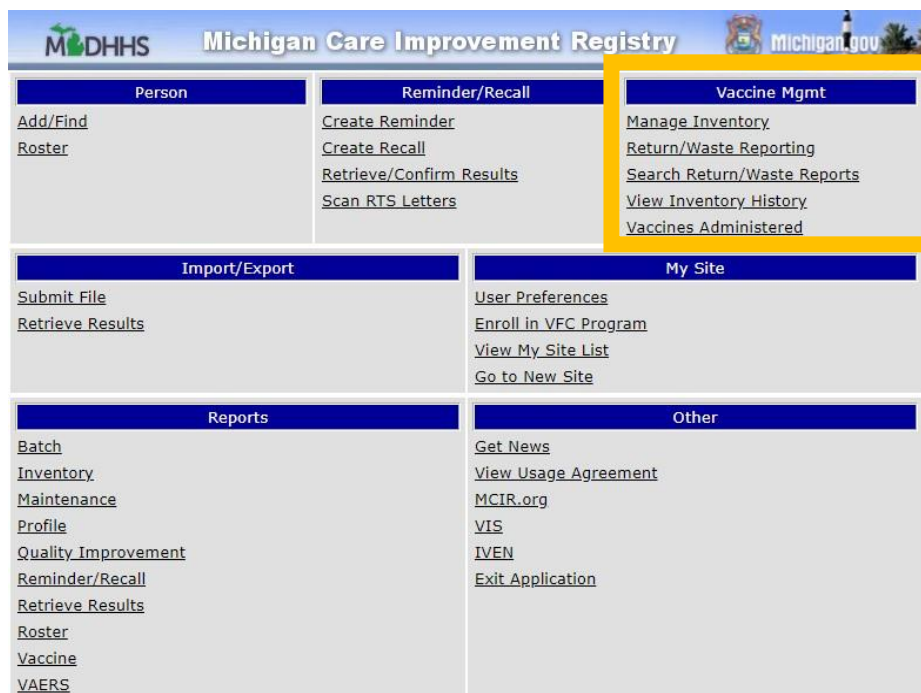 MDHHS Michigan Care Improvement Registry Michigan.gov
Person
Add/Find
Roster
Reminder/Recall
Create Reminder
Create Recall
Retrieve/Confirm Results
Scan RTS Letters
Vaccine Mgmt
Manage Inventory
Return/Waste Reporting
Search Return/Waste Reports
View Inventory History
Vaccines Administered
Import/Export
Submit File
Retrieve Results
My Site
User Preferences
Enroll in VFC Program
View My Site List
Go to New Site
Reports
Batch
Inventory
Maintenance
Profile
Quality Improvement
Reminder/Recall
Retrieve Results
Roster
Vaccine
VAERS
Other
Get News
View Usage Agreement
MCIR.org
VIS
IVEN
Exit Application